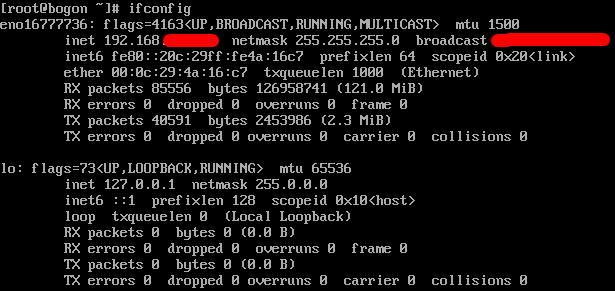 [root@bogon ~]# ifconfig
eno16777736: flags=4163<UP,BROADCAST,RUNNING,MULTICAST>  mtu 1500
        inet 192.168.  netmask 255.255.255.0  broadcast
        inet6 fe80::20c:29ff:fe4a:16c7  prefixlen 64  scopeid 0x20<link>
        ether 00:0c:29:4a:16:c7  txqueuelen 1000  (Ethernet)
        RX packets 85556  bytes 126958741 (121.0 MiB)
        RX errors 0  dropped 0  overruns 0  frame 0
        TX packets 40591  bytes 2453986 (2.3 MiB)
        TX errors 0  dropped 0 overruns 0  carrier 0  collisions 0

lo: flags=73<UP,LOOPBACK,RUNNING>  mtu 65536
        inet 127.0.0.1  netmask 255.0.0.0
        inet6 ::1  prefixlen 128  scopeid 0x10<host>
        loop  txqueuelen 0  (Local Loopback)
        RX packets 0  bytes 0 (0.0 B)
        RX errors 0  dropped 0  overruns 0  frame 0
        TX packets 0  bytes 0 (0.0 B)
        TX errors 0  dropped 0 overruns 0  carrier 0  collisions 0